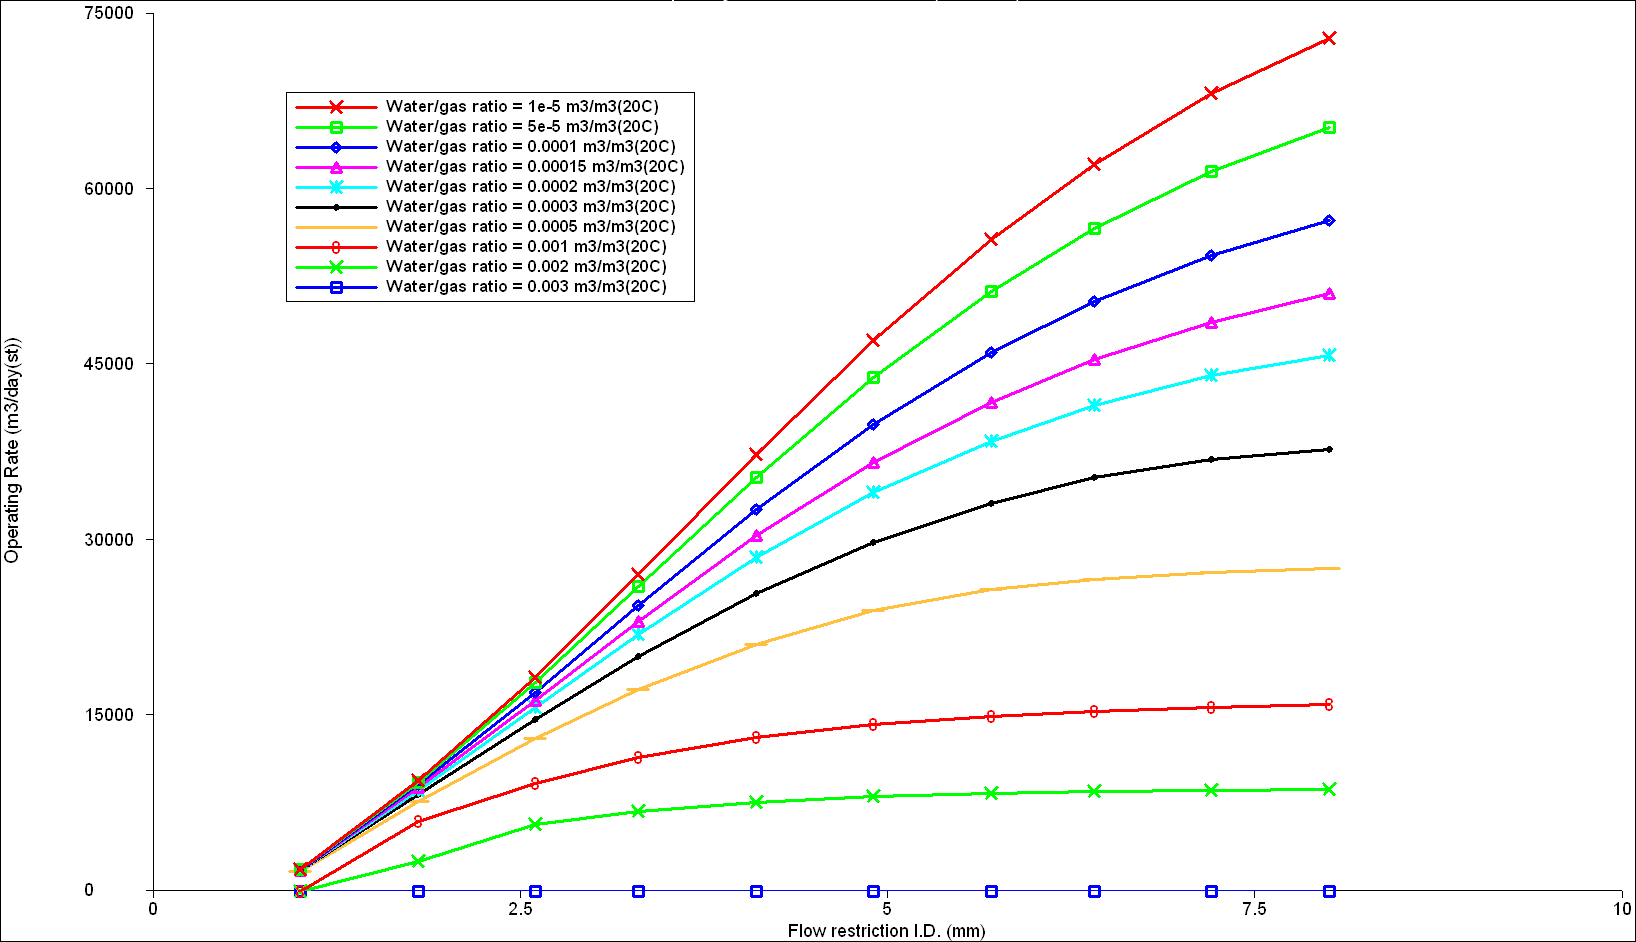 75000
60000
45000
30000
15000
0
Operating Rate (m3/day(st))
Water/gas ratio = 1e-5 m3/m3(20C)
Water/gas ratio = 5e-5 m3/m3(20C)
Water/gas ratio = 0.0001 m3/m3(20C)
Water/gas ratio = 0.00015 m3/m3(20C)
Water/gas ratio = 0.0002 m3/m3(20C)
Water/gas ratio = 0.0003 m3/m3(20C)
Water/gas ratio = 0.0005 m3/m3(20C)
Water/gas ratio = 0.001 m3/m3(20C)
Water/gas ratio = 0.002 m3/m3(20C)
Water/gas ratio = 0.003 m3/m3(20C)
0 2.5 5 7.5 10
Flow restriction I.D. (mm)